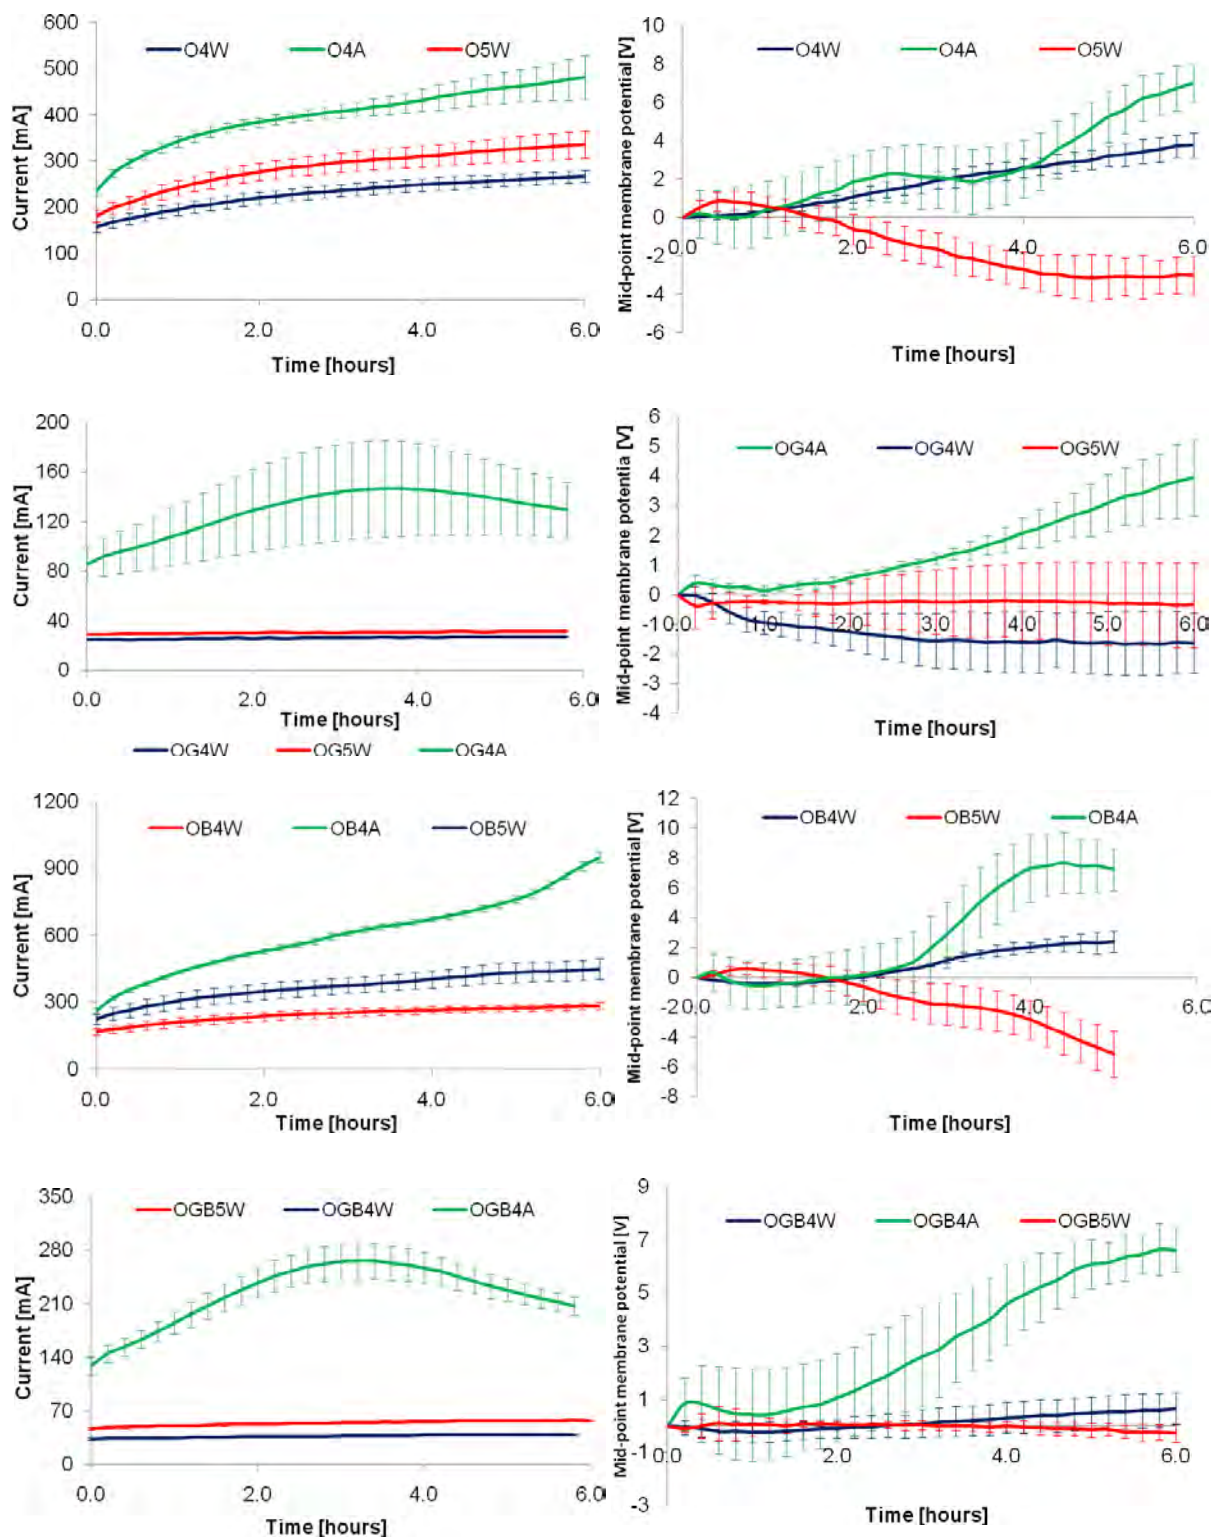 600
500
400
300
200
100
0
Current [mA]
O4W O4A O5W
0.0 2.0 4.0 6.0
Time [hours]
10
8
6
4
2
0
-2
-4
-6
Mid-point membrane potential [V]
O4W O4A O5W
0.0 2.0 4.0 6.0
Time [hours]
200
160
120
80
40
0
Current [mA]
0.0 2.0 4.0 6.0
Time [hours]
OG4W OG5W OG4A
6
5
4
3
2
1
0
-1
-2
-3
-4
Mid-point membrane potentia [V]
OG4A OG4W OG5W
0.0 1.0 2.0 3.0 4.0 5.0 6.0
Time [hours]
1200
900
600
300
0
Current [mA]
OB4W OB4A OB5W
0.0 2.0 4.0 6.0
Time [hours]
12
10
8
6
4
2
0
-2
-4
-6
-8
Mid-point membrane potential [V]
OB4W OB5W OB4A
0.0 2.0 4.0 6.0
Time [hours]
350
280
210
140
70
0
Current [mA]
OGB5W OGB4W OGB4A
0.0 2.0 4.0 6.0
Time [hours]
9
7
5
3
1
-1
-3
Mid-point membrane potential [V]
OGB4W OGB4A OGB5W
0.0 2.0 4.0 6.0
Time [hours]